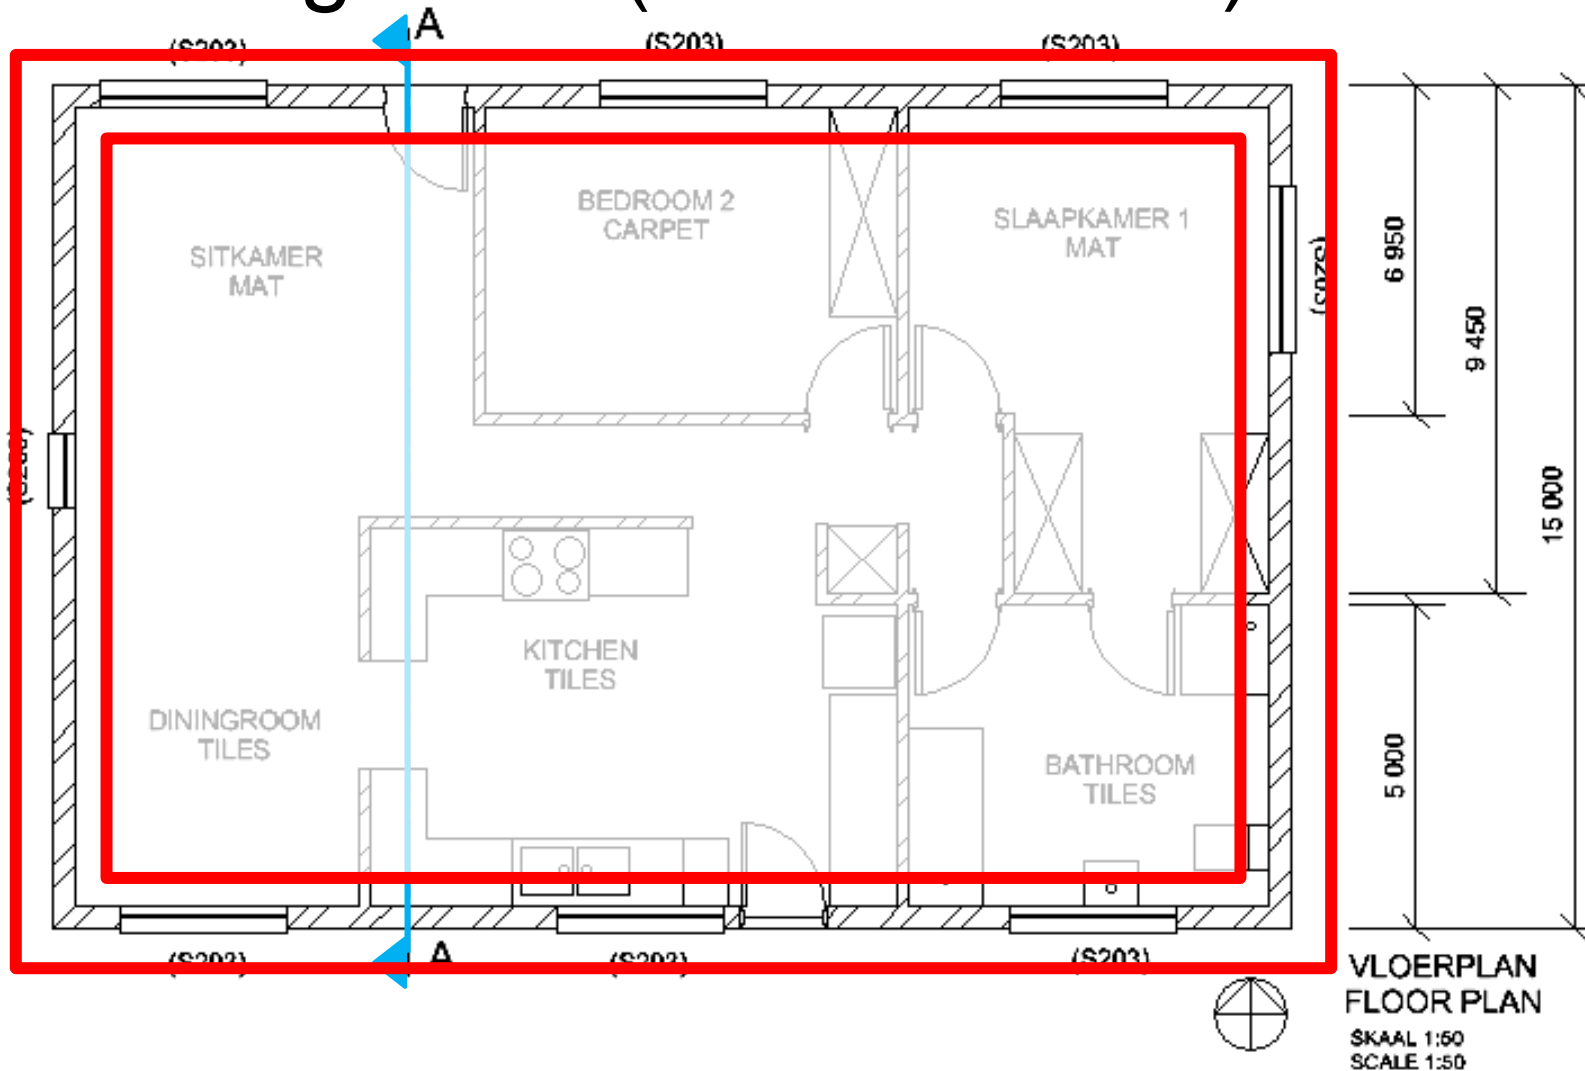 A
(S203)
(S203)
(S203)
BEDROOM 2
CARPET
SLAAPKAMER 1
MAT
SITKAMER
MAT
6 950
9 450
15 000
KITCHEN
TILES
DININGROOM
TILES
BATHROOM
TILES
5 000
A
(S203)
(S203)
(S203)
VLOERPLAN
FLOOR PLAN
SKAAL 1:50
SCALE 1:50